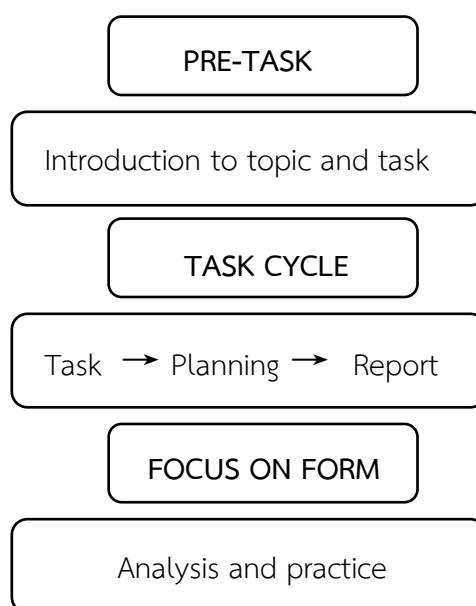 PRE-TASK
Introduction to topic and task
TASK CYCLE
Task → Planning → Report
FOCUS ON FORM
Analysis and practice